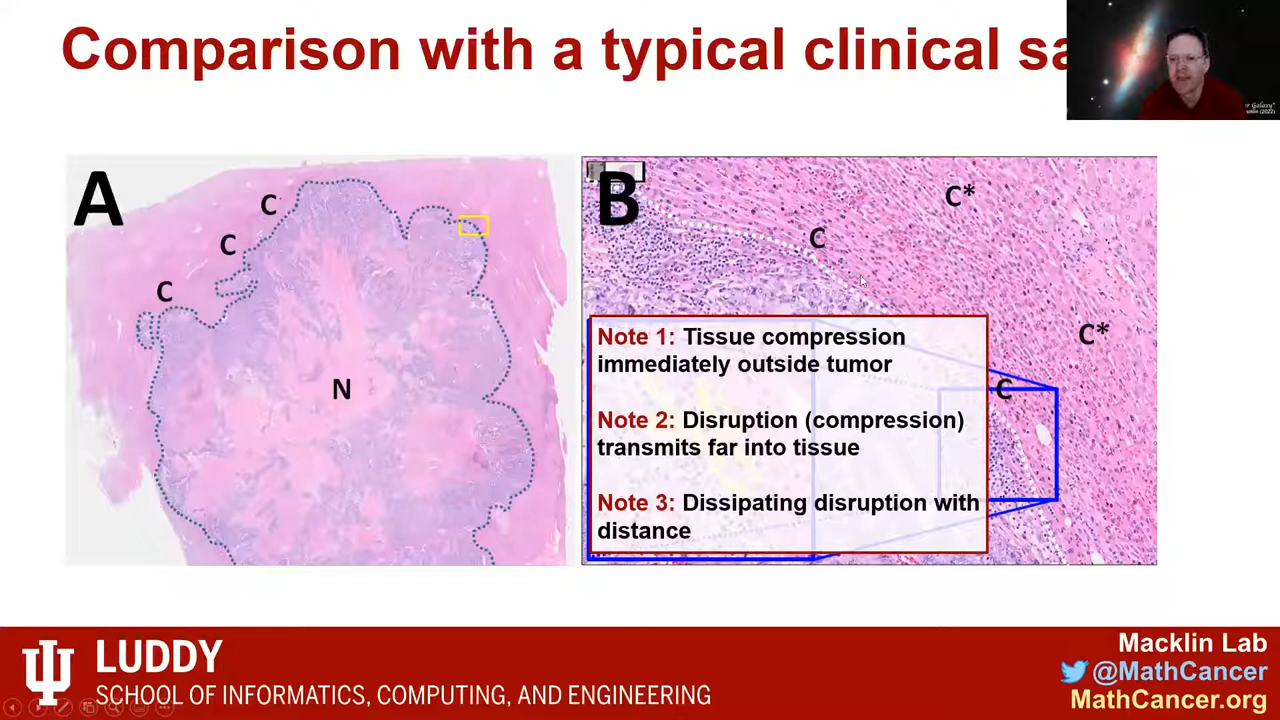 Comparison with a typical clinical sa
Galaxy"
(2022)
A
C
C
C
N
B
C*
C
C*
C
Note 1: Tissue compression
immediately outside tumor
Note 2: Disruption (compression)
transmits far into tissue
Note 3: Dissipating disruption with
distance
LUDDY
SCHOOL OF INFORMATICS, COMPUTING, AND ENGINEERING
Macklin Lab
@MathCancer
MathCancer.org